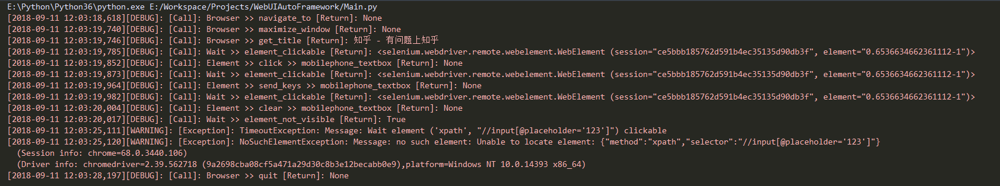 E:\Python\Python36\python.exe E:/Workspace/Projects/WebUIAutoFramework/Main.py
[2018-09-11 12:03:18,618][DEBUG]: [Call]: Browser >> navigate_to [Return]: None
[2018-09-11 12:03:19,740][DEBUG]: [Call]: Browser >> maximize_window [Return]: None
[2018-09-11 12:03:19,746][DEBUG]: [Call]: Browser >> get_title [Return]: 知乎 - 有问题上知乎
[2018-09-11 12:03:19,785][DEBUG]: [Call]: Wait >> element_clickable [Return]: <selenium.webdriver.remote.webelement.WebElement (session="ce5bbb185762d591b4ec35135d90db3f", element="0.6536634662361112-1")>
[2018-09-11 12:03:19,852][DEBUG]: [Call]: Element >> click >> mobilephone_textbox [Return]: None
[2018-09-11 12:03:19,873][DEBUG]: [Call]: Wait >> element_clickable [Return]: <selenium.webdriver.remote.webelement.WebElement (session="ce5bbb185762d591b4ec35135d90db3f", element="0.6536634662361112-1")>
[2018-09-11 12:03:19,964][DEBUG]: [Call]: Element >> send_keys >> mobilephone_textbox [Return]: None
[2018-09-11 12:03:19,982][DEBUG]: [Call]: Wait >> element_clickable [Return]: <selenium.webdriver.remote.webelement.WebElement (session="ce5bbb185762d591b4ec35135d90db3f", element="0.6536634662361112-1")>
[2018-09-11 12:03:20,004][DEBUG]: [Call]: Element >> clear >> mobilephone_textbox [Return]: None
[2018-09-11 12:03:20,017][DEBUG]: [Call]: Wait >> element_not_visible [Return]: True
[2018-09-11 12:03:25,111][WARNING]: [Exception]: TimeoutException: Message: Wait element ('xpath', "//input[@placeholder='123']") clickable
[2018-09-11 12:03:25,120][WARNING]: [Exception]: NoSuchElementException: Message: no such element: Unable to locate element: {"method":"xpath","selector":"//input[@placeholder='123']"}
(Session info: chrome=68.0.3440.106)
(Driver info: chromedriver=2.39.562718 (9a2698cba08cf5a471a29d30c8b3e12becabb0e9),platform=Windows NT 10.0.14393 x86_64)
[2018-09-11 12:03:28,197][DEBUG]: [Call]: Browser >> quit [Return]: None